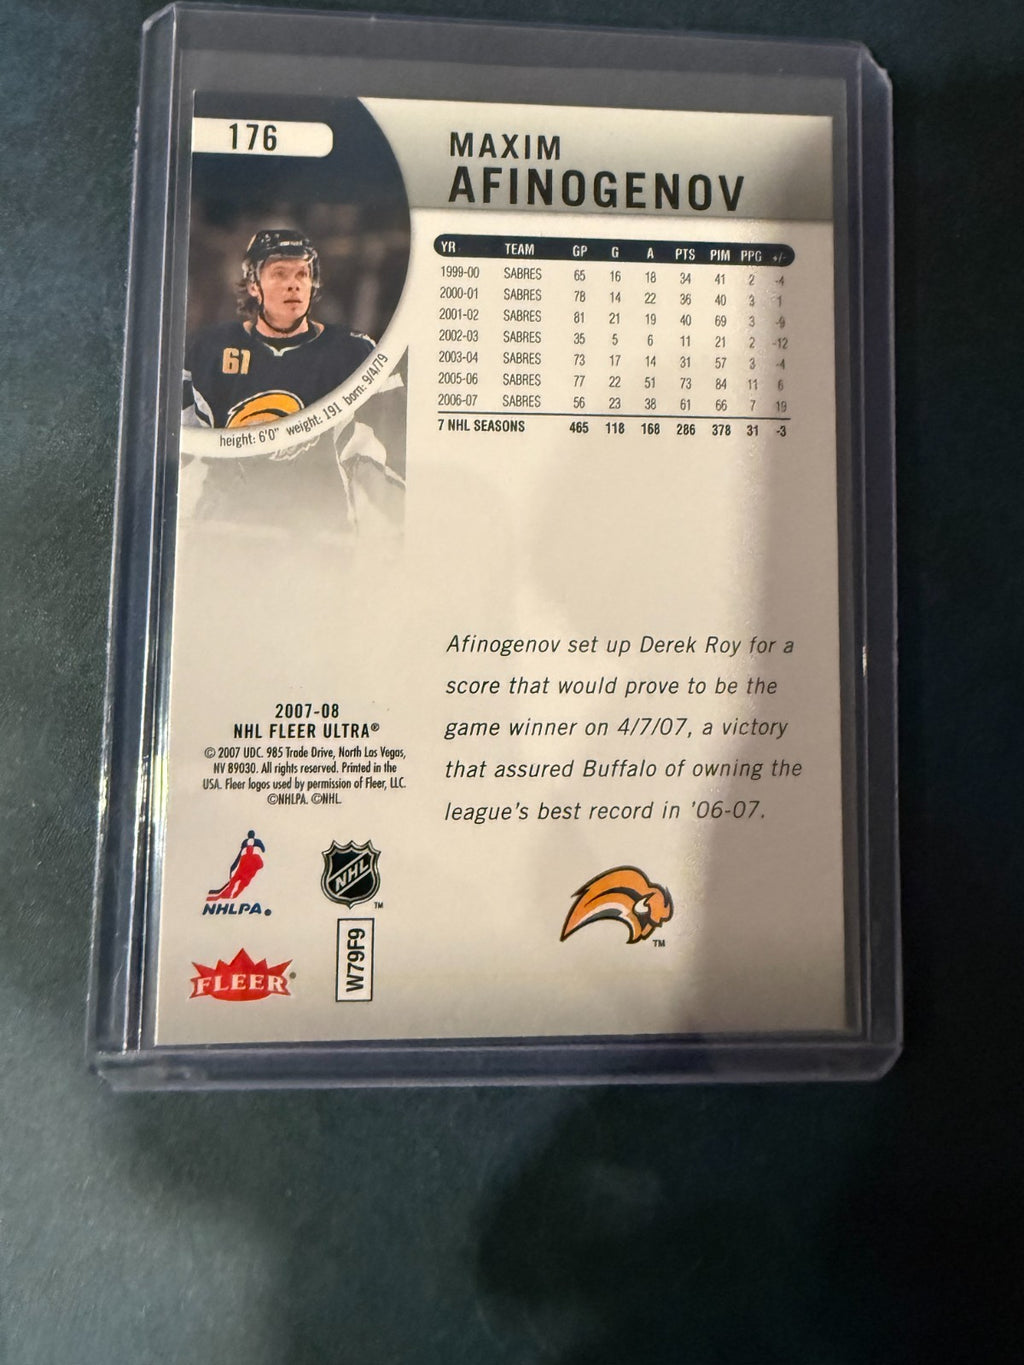 176
MAXIM
AFINOGENOV
YR TEAM GP G A PTS PIM PPG +/-
1999-00 SABRES 65 16 18 34 41 2 -4
2000-01 SABRES 78 14 22 36 40 3 1
2001-02 SABRES 81 21 19 40 69 3 -9
2002-03 SABRES 35 5 6 11 21 2 -12
2003-04 SABRES 73 17 14 31 57 3 -4
2005-06 SABRES 77 22 51 73 84 11 6
2006-07 SABRES 56 23 38 61 66 7 19
7 NHL SEASONS 465 118 168 286 378 31 -3
61
height: 6'0" weight: 191 born: 9/4/79
Afinogenov set up Derek Roy for a
score that would prove to be the
game winner on 4/7/07, a victory
that assured Buffalo of owning the
league's best record in '06-07.
2007-08
NHL FLEER ULTRA®
© 2007 UDC. 985 Trade Drive, North Las Vegas,
NV 89030. All rights reserved. Printed in the
USA. Fleer logos used by permission of Fleer, LLC.
©NHLPA. ©NHL.
NHLPA®
NHL TM
FLEER®
W79F9
TM